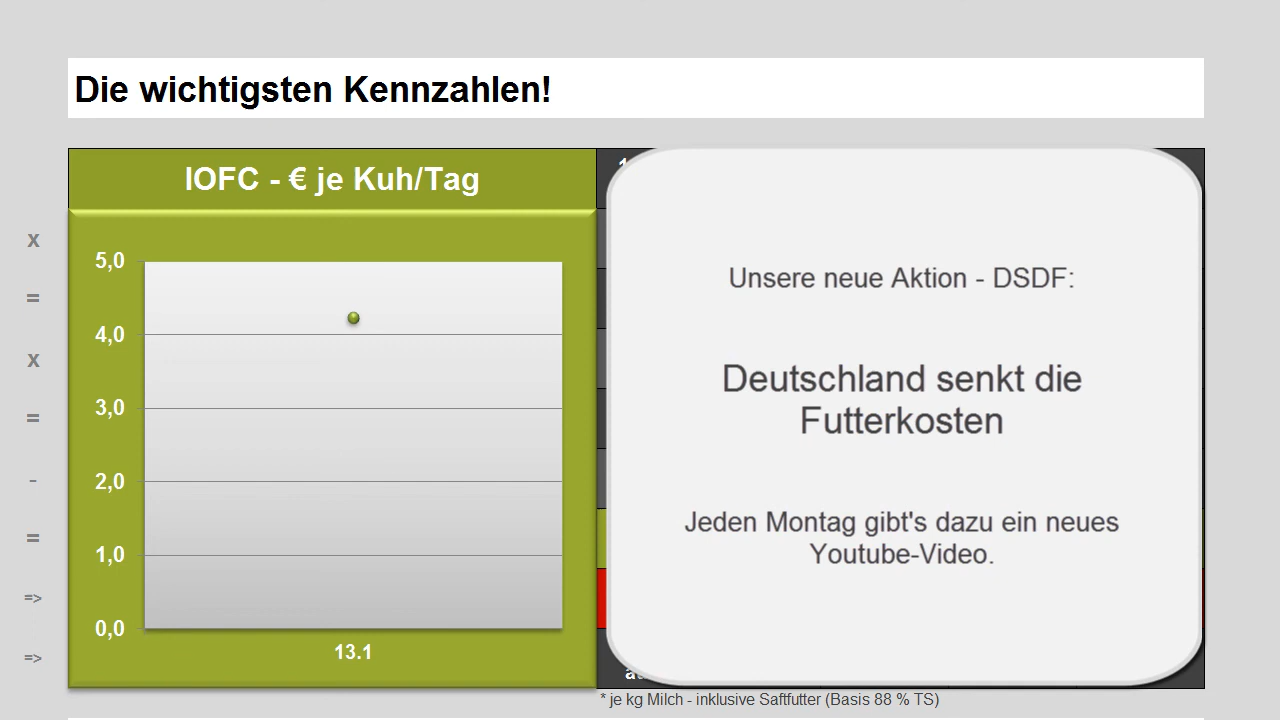 Die wichtigsten Kennzahlen!
IOFC - € je Kuh/Tag
x
=
x
=
-
=
=>
=>
5,0
4,0
3,0
2,0
1,0
0,0
13.1
Unsere neue Aktion - DSDF:
Deutschland senkt die
Futterkosten
Jeden Montag gibt's dazu ein neues
Youtube-Video.
* je kg Milch - inklusive Saftfutter (Basis 88 % TS)